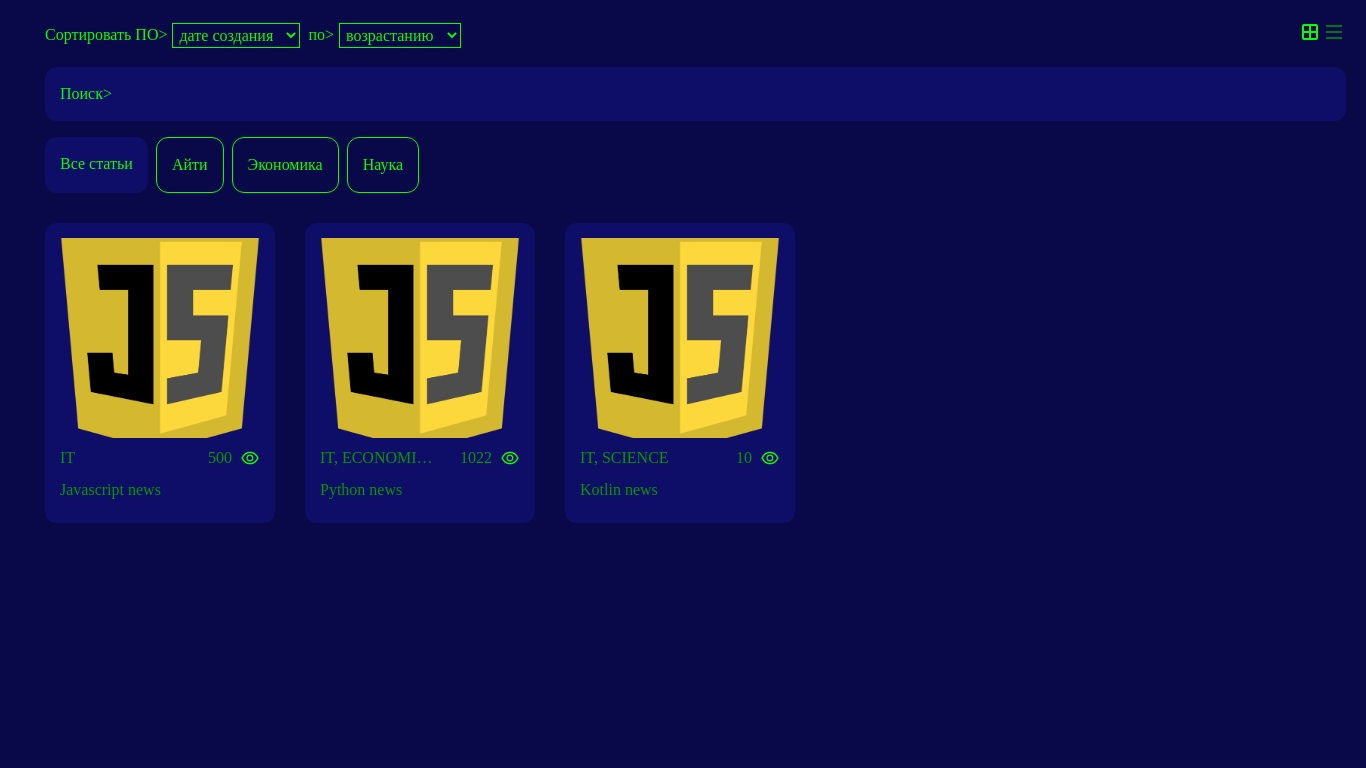 Сортировать ПО> дате создания по> возрастанию
Поиск>
Все статьи Айти Экономика Наука
JS JS JS
IT 500 IT, ECONOMI… 1022 IT, SCIENCE 10
Javascript news Python news Kotlin news